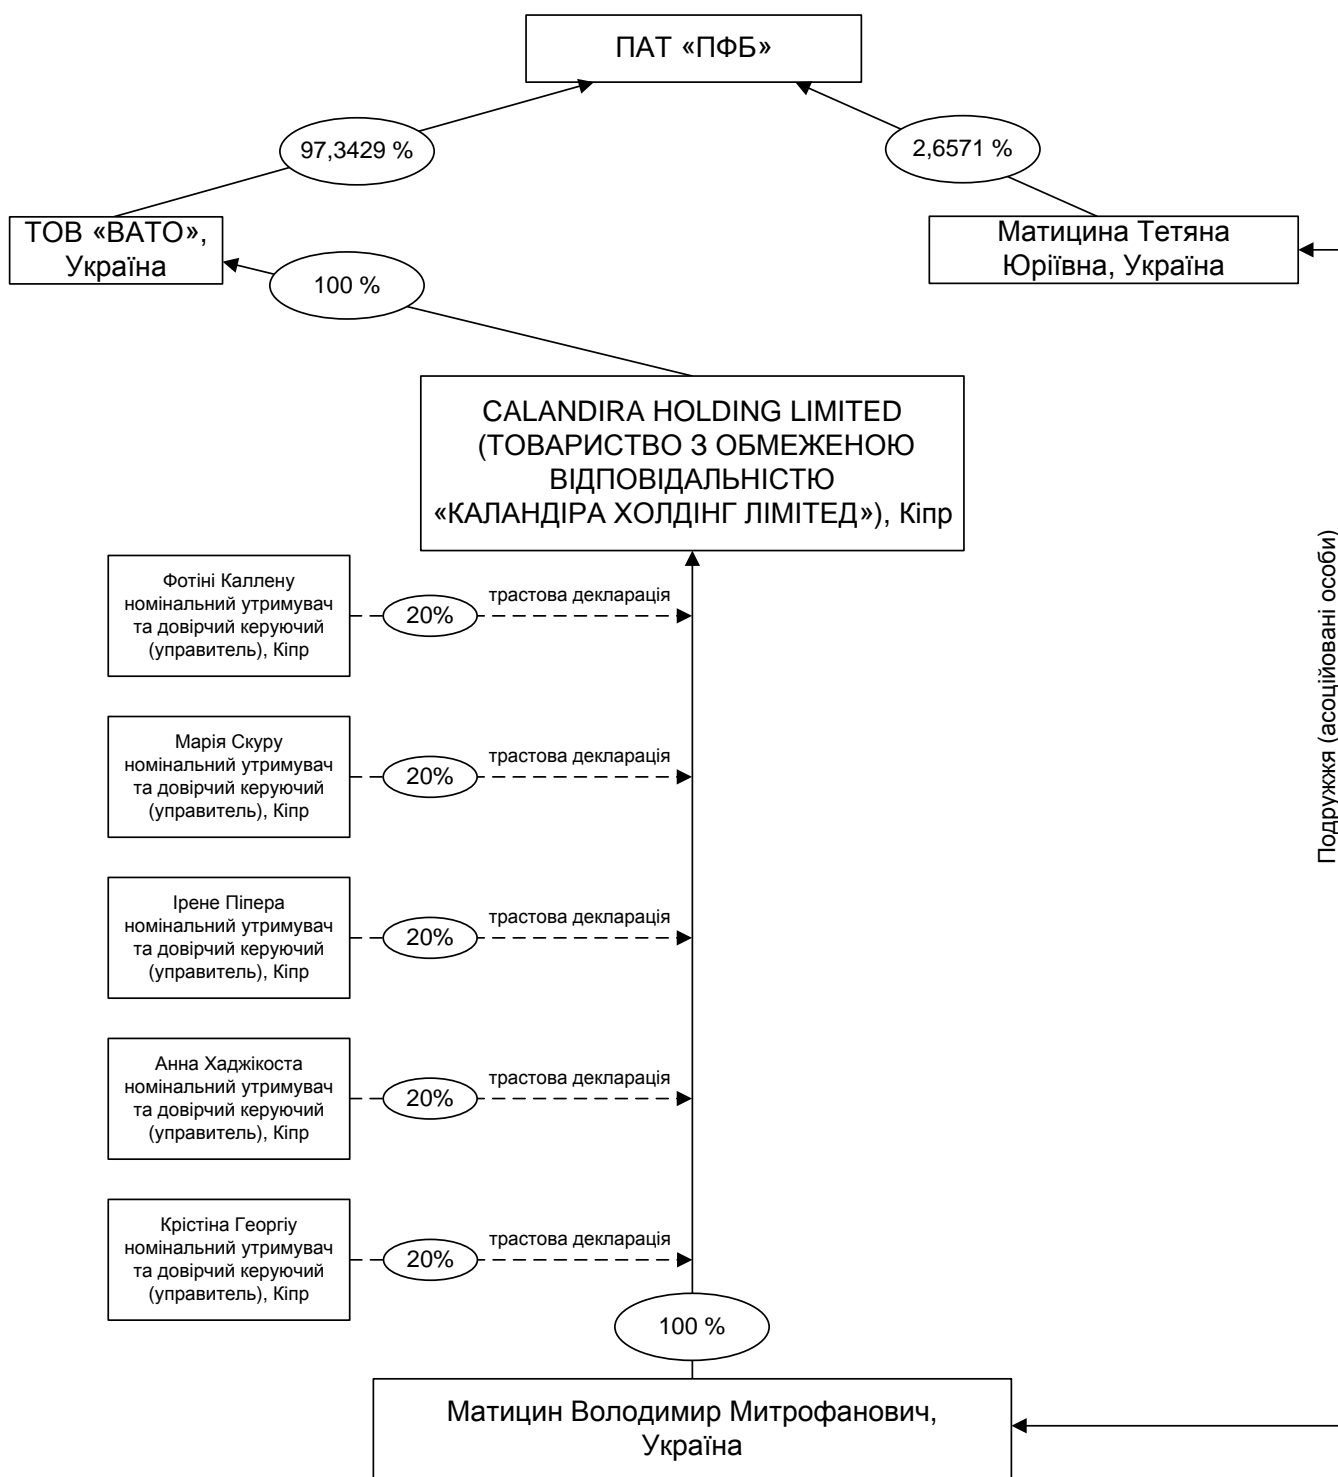 ПАТ «ПФБ»
97,3429 %
2,6571 %
ТОВ «ВАТО»,
Україна
Матицина Тетяна
Юріївна, Україна
100 %
CALANDIRA HOLDING LIMITED
(ТОВАРИСТВО З ОБМЕЖЕНОЮ
ВІДПОВІДАЛЬНІСТЮ
«КАЛАНДІРА ХОЛДІНГ ЛІМІТЕД»), Кіпр
Подружжя (асоційовані особи)
Фотіні Каллену
номінальний утримувач
та довірчий керуючий
(управитель), Кіпр
20%
трастова декларація
Марія Скуру
номінальний утримувач
та довірчий керуючий
(управитель), Кіпр
20%
трастова декларація
Ірене Піпера
номінальний утримувач
та довірчий керуючий
(управитель), Кіпр
20%
трастова декларація
Анна Хаджікоста
номінальний утримувач
та довірчий керуючий
(управитель), Кіпр
20%
трастова декларація
Крістіна Георгіу
номінальний утримувач
та довірчий керуючий
(управитель), Кіпр
20%
трастова декларація
100 %
Матицин Володимир Митрофанович,
Україна